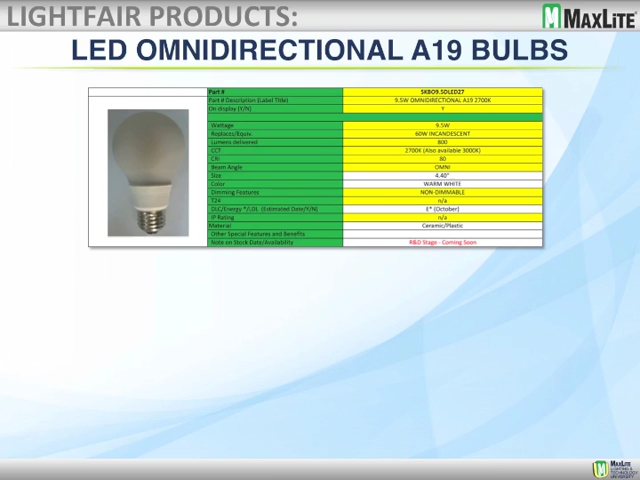 LIGHTFAIR PRODUCTS:
MAXLITE®
LED OMNIDIRECTIONAL A19 BULBS
Part # SKBO9.5DLED27
Part # Description (Label Title) 9.5W OMNIDIRECTIONAL A19 2700K
On display (Y/N) Y
Wattage 9.5W
Replaces/Equiv. 60W INCANDESCENT
Lumens delivered 800
CCT 2700K (Also available 3000K)
CRI 80
Beam Angle OMNI
Size 4.40"
Color WARM WHITE
Dimming Features NON-DIMMABLE
T24 n/a
DLC/Energy */LDL (Estimated Date/Y/N) E* (October)
IP Rating n/a
Material Ceramic/Plastic
Other Special Features and Benefits
Note on Stock Date/Availability R&D Stage - Coming Soon
MAXLITE
LIGHTING &
TECHNOLOGY
UNIVERSITY